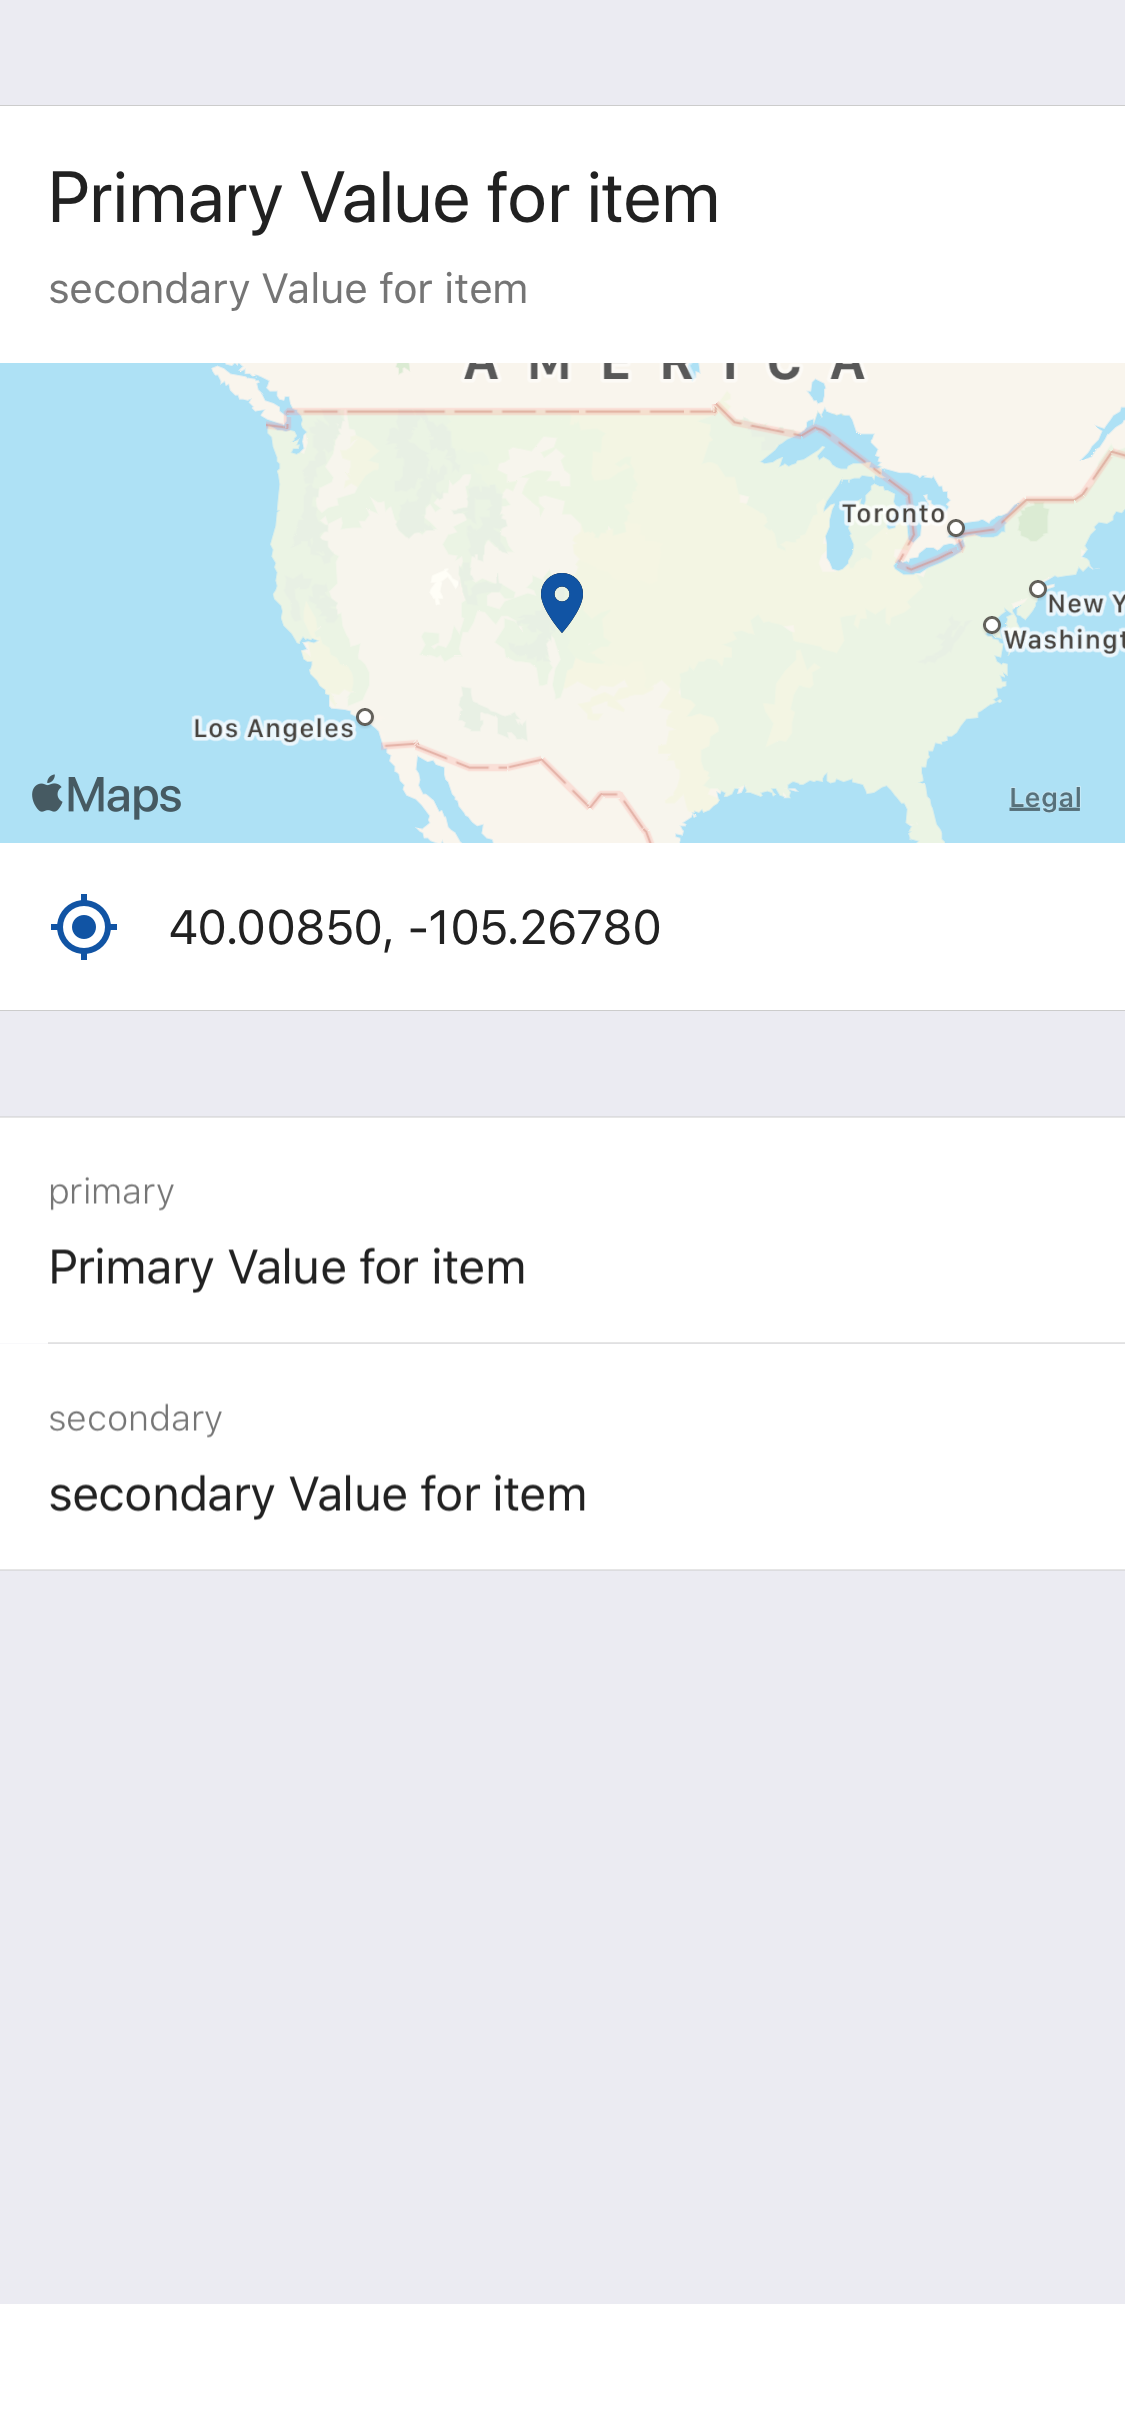 Primary Value for item
secondary Value for item
AMERICA
Toronto
New Y
Washingt
Los Angeles
Maps
Legal
40.00850, -105.26780
primary
Primary Value for item
secondary
secondary Value for item